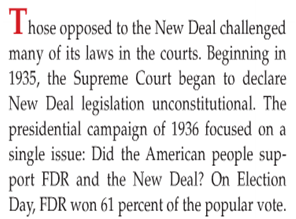 Those opposed to the New Deal challenged
many of its laws in the courts. Beginning in
1935, the Supreme Court began to declare
New Deal legislation unconstitutional. The
presidential campaign of 1936 focused on a
single issue: Did the American people sup-
port FDR and the New Deal? On Election
Day, FDR won 61 percent of the popular vote.